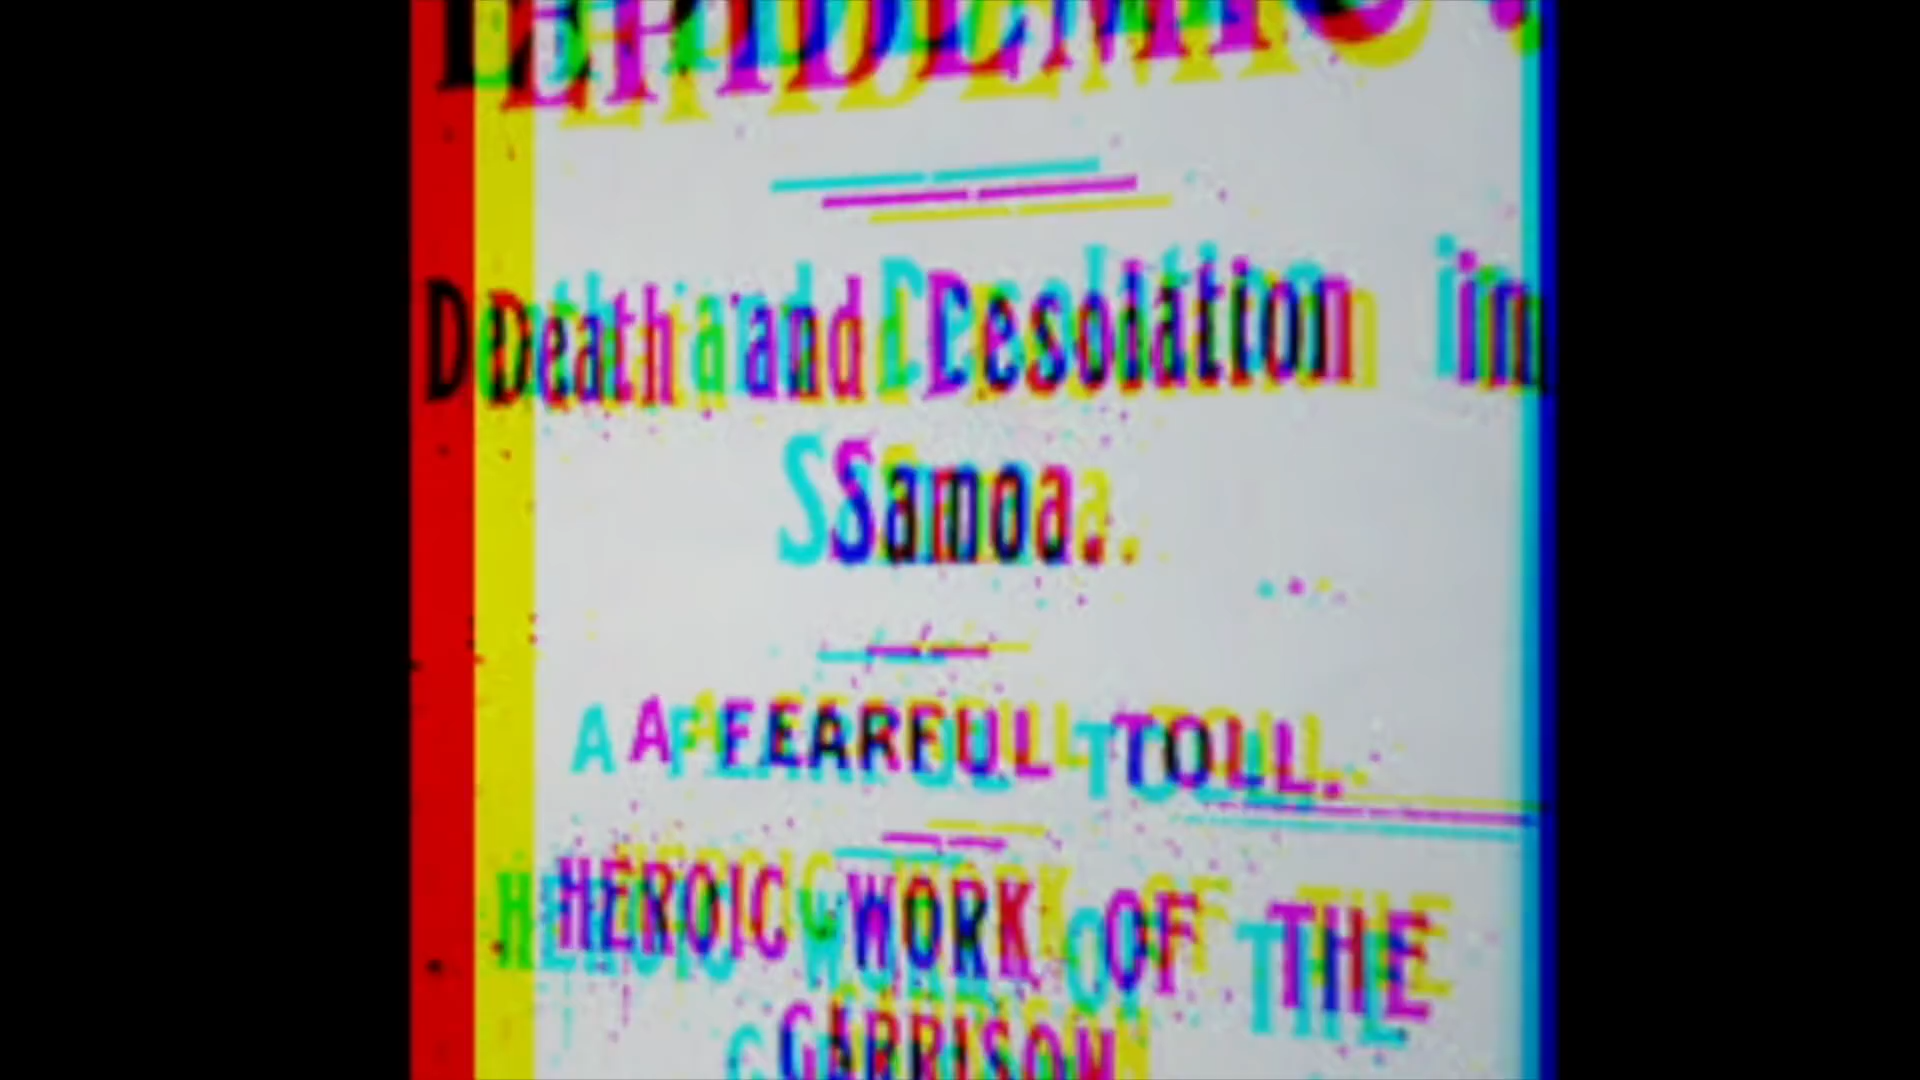 EPIDEMIC.
Death and Desolation in
Samoa.
A FEARFUL TOLL.
HEROIC WORK OF THE
GARRISON